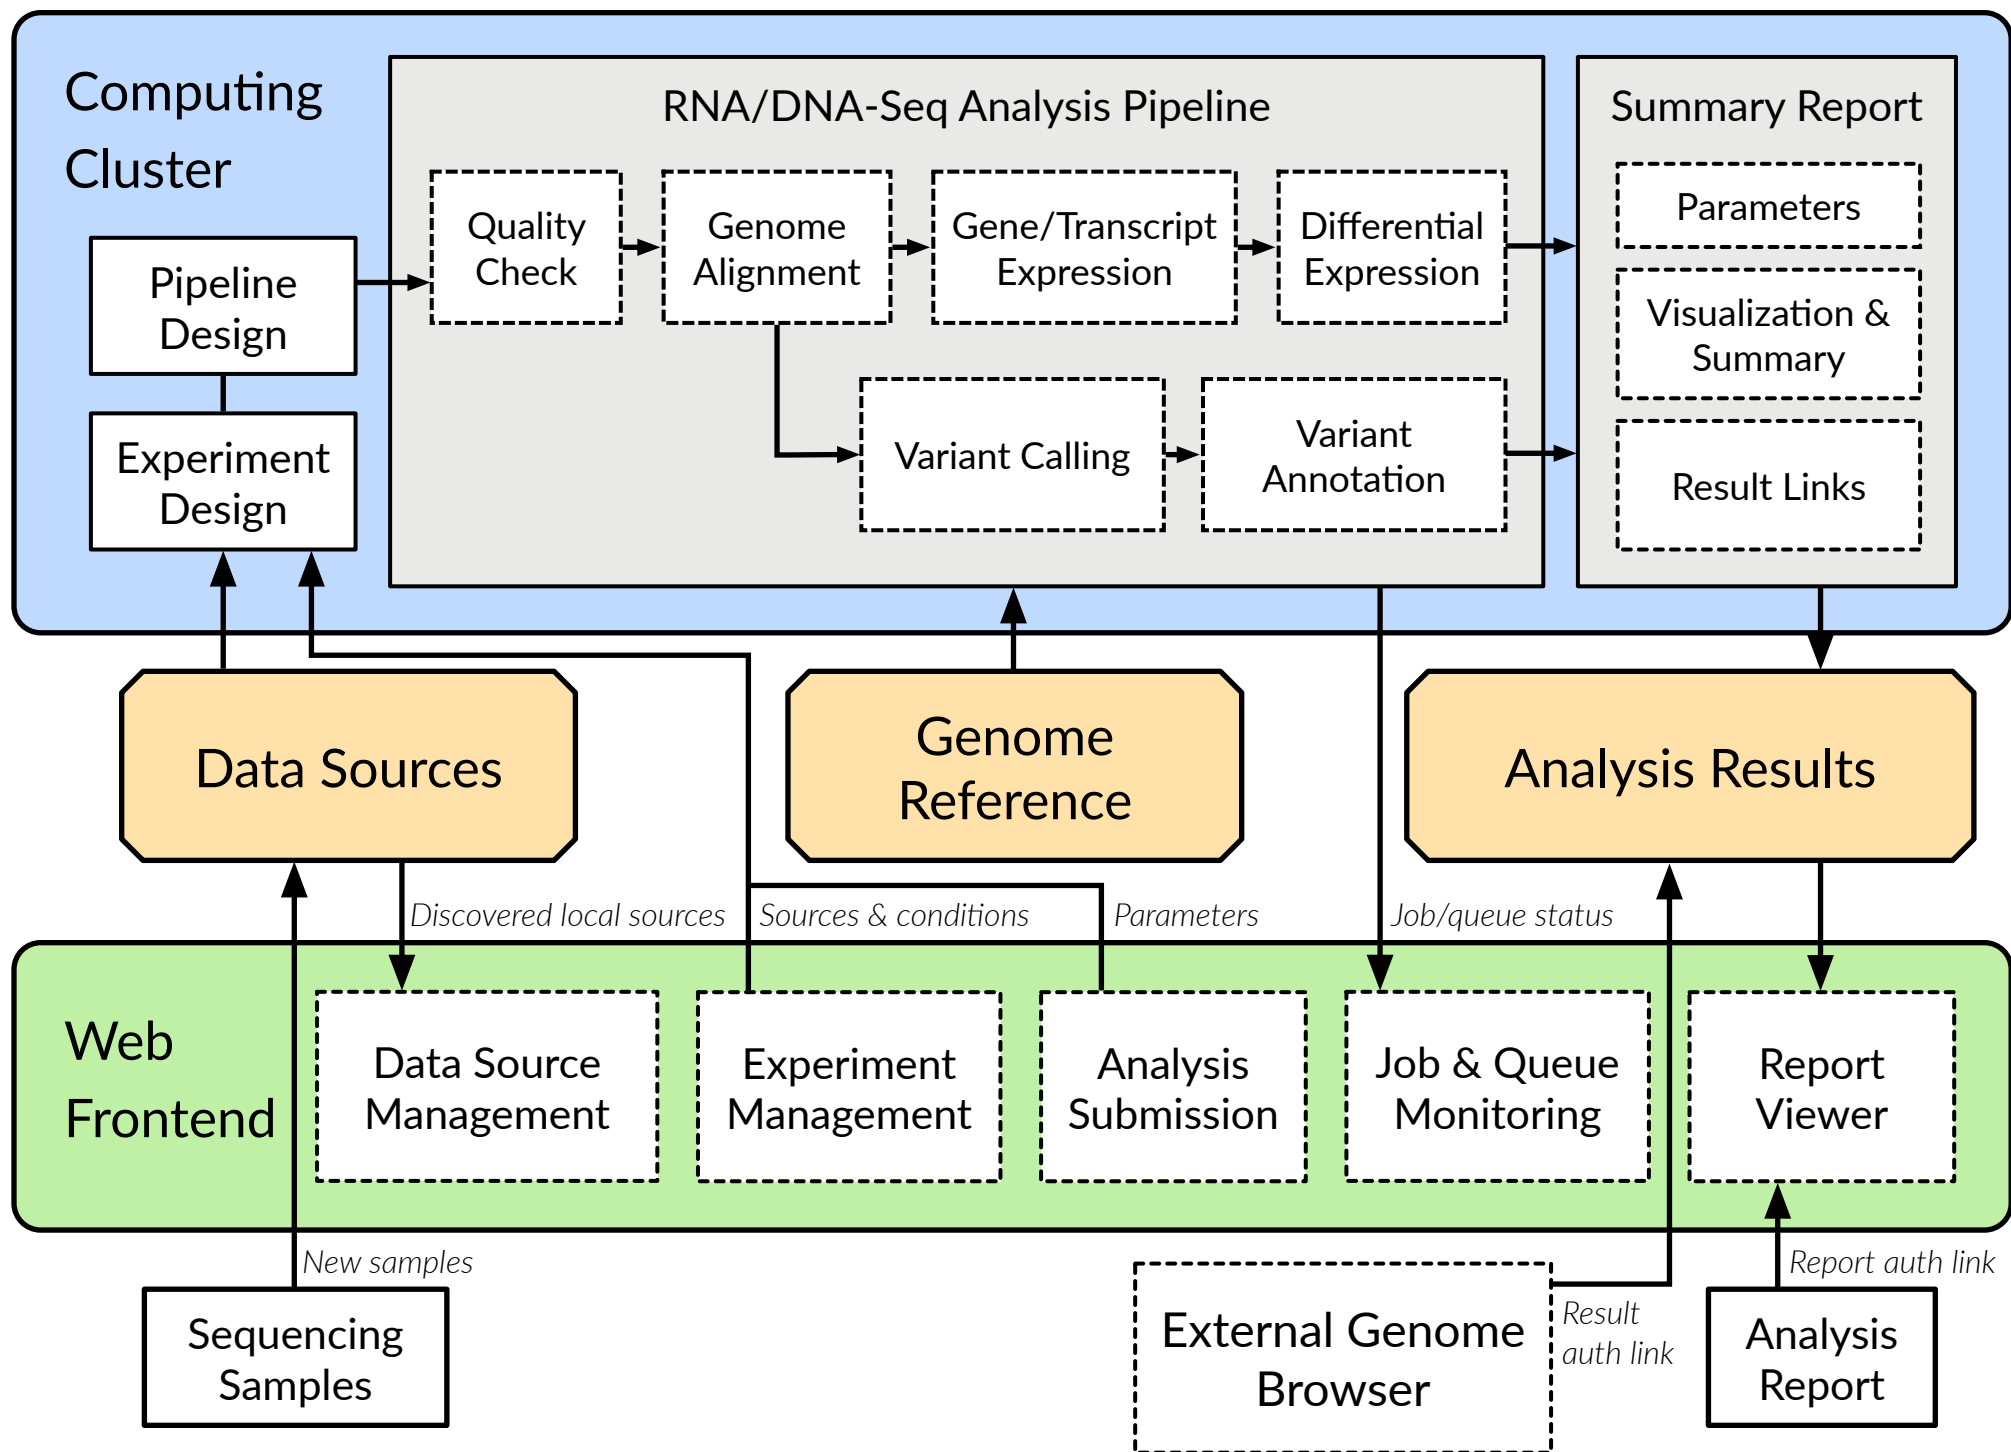 Computing
Cluster
RNA/DNA-Seq Analysis Pipeline
Summary Report
Quality
Check
Genome
Alignment
Gene/Transcript
Expression
Differential
Expression
Parameters
Pipeline
Design
Visualization &
Summary
Experiment
Design
Variant Calling
Variant
Annotation
Result Links
Data Sources
Genome
Reference
Analysis Results
Discovered local sources
Sources & conditions
Parameters
Job/queue status
Web
Frontend
Data Source
Management
Experiment
Management
Analysis
Submission
Job & Queue
Monitoring
Report
Viewer
New samples
Report auth link
Sequencing
Samples
External Genome
Browser
Result
auth link
Analysis
Report